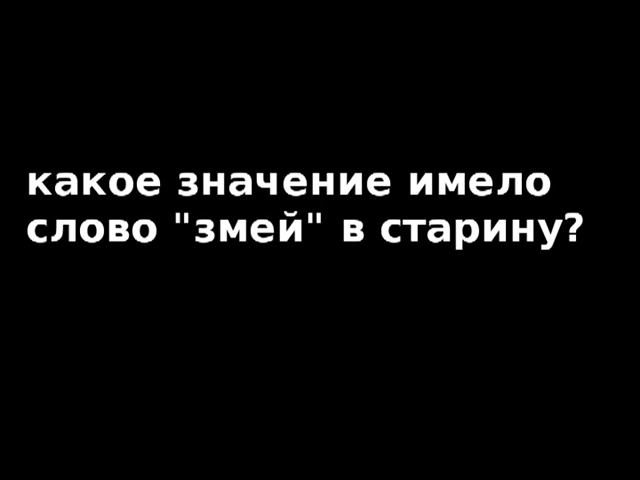 какое значение имело
слово "змей" в старину?